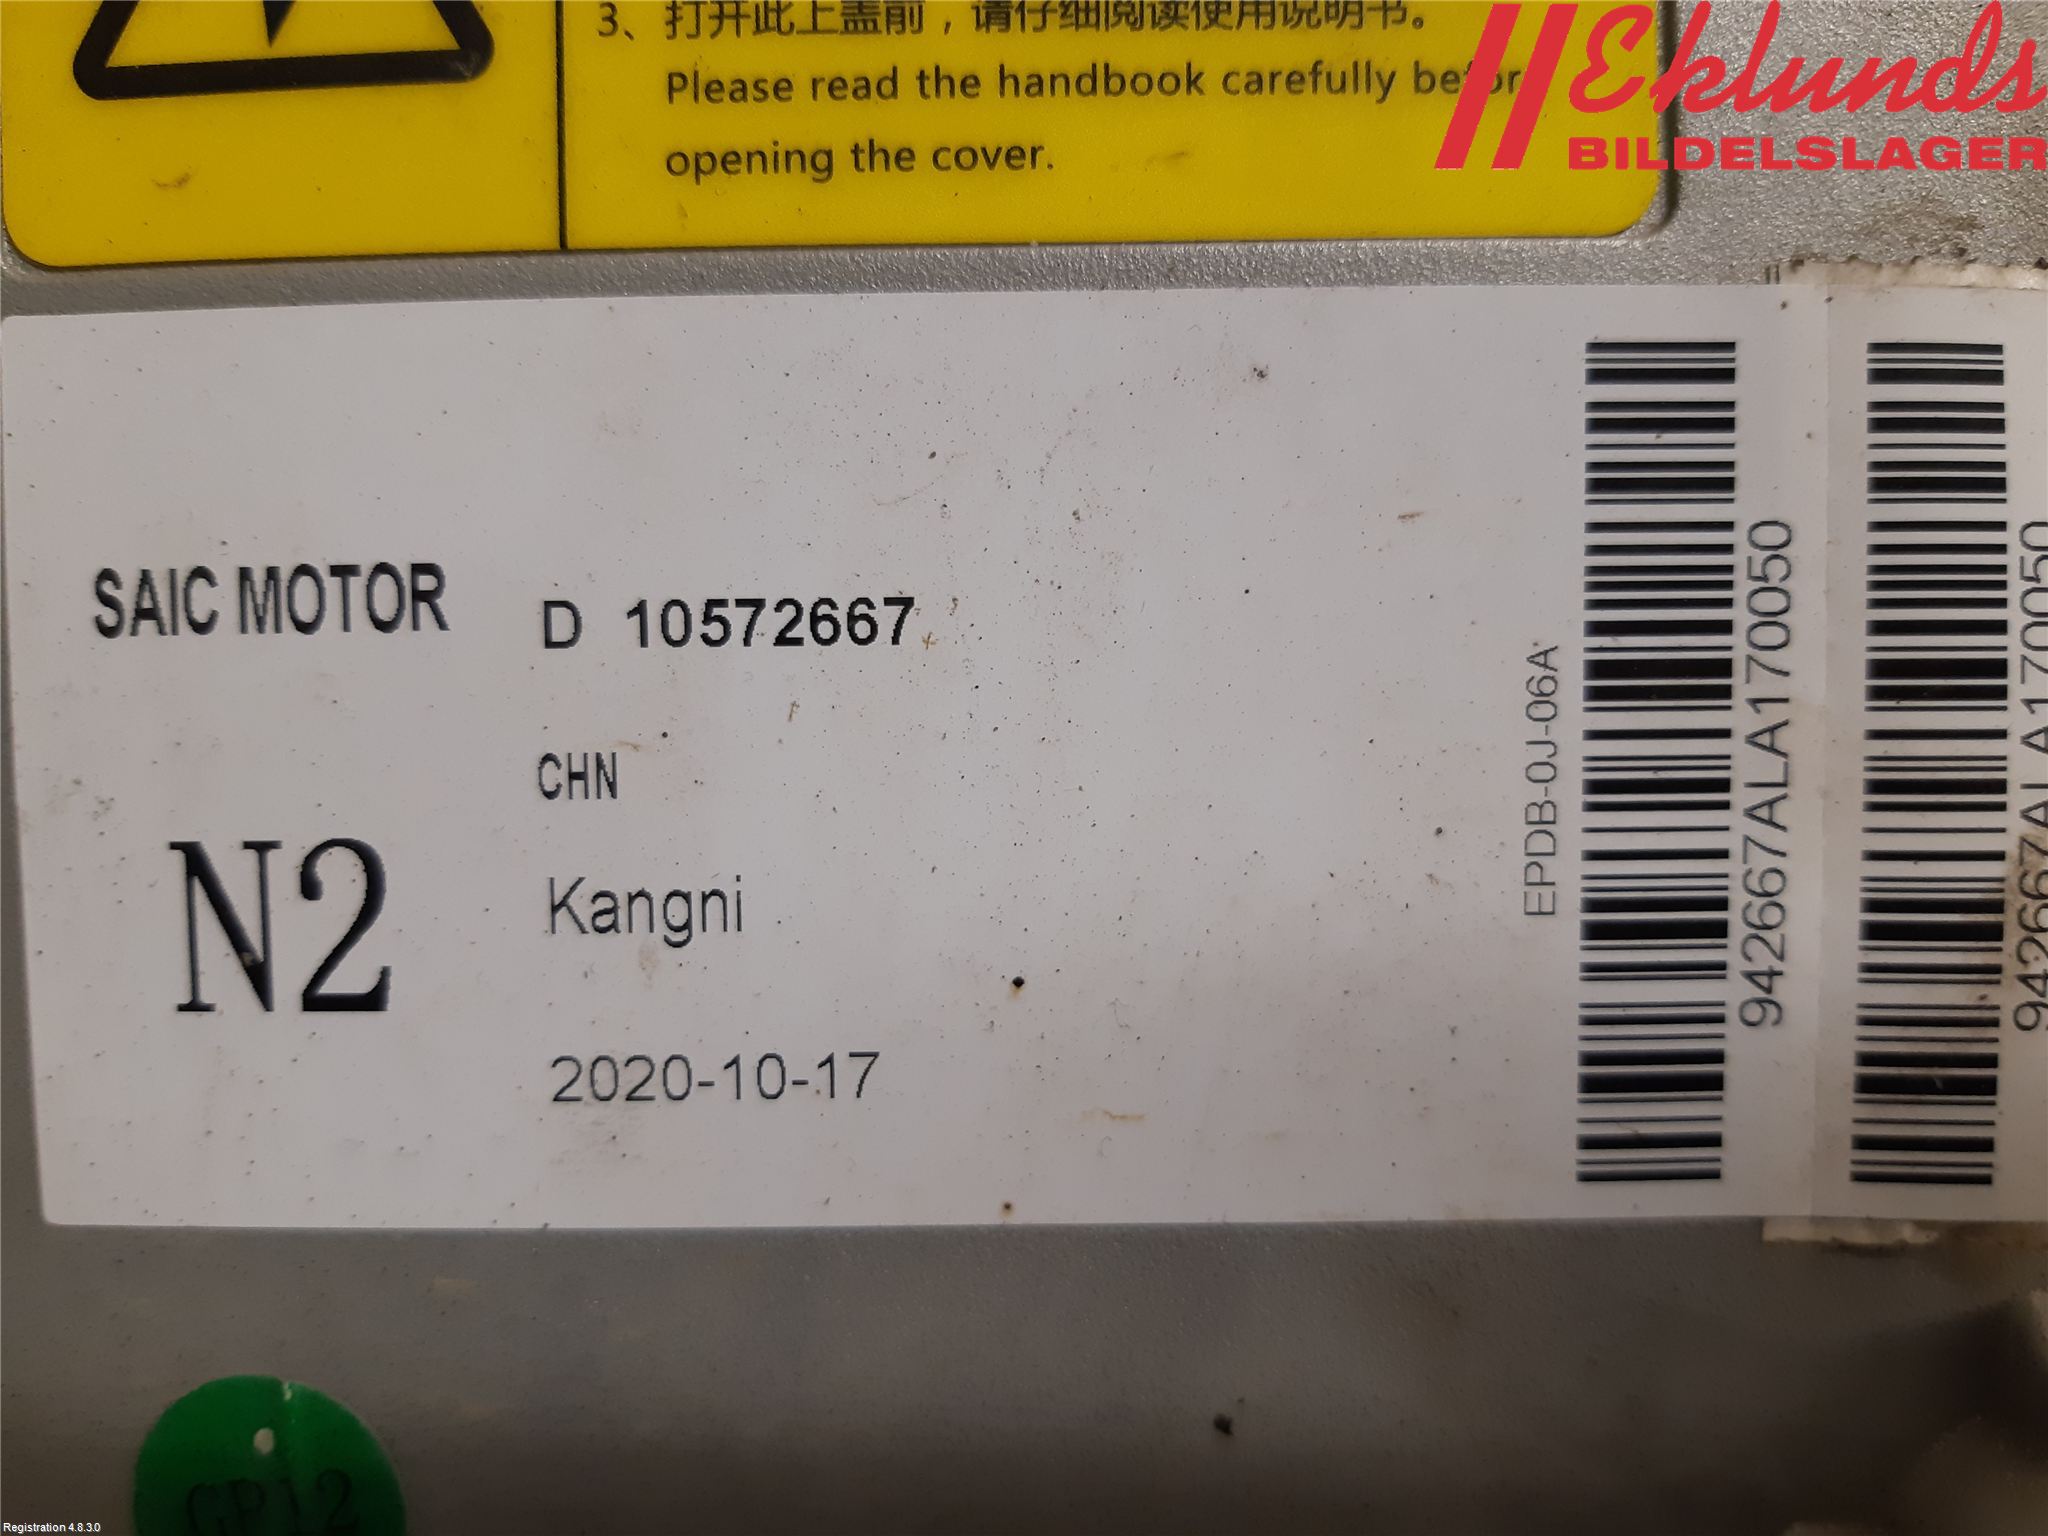 3、打开此上盖前，请仔细阅读使用说明书。
Please read the handbook carefully before
opening the cover.
Eklunds
BILDELSLAGER
SAIC MOTOR
D 10572667
CHN
N2
Kangni
2020-10-17
EPDB-0J-06A
942667ALA170050
942667ALA170050
Registration 4.8.3.0